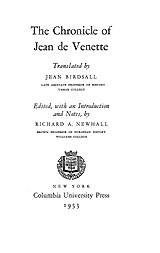 The Chronicle of
Jean de Venette
Translated by
JEAN BIRDSALL
LATE ASSOCIATE PROFESSOR OF HISTORY
VASSAR COLLEGE
Edited, with an Introduction
and Notes, by
RICHARD A. NEWHALL
BROWN PROFESSOR OF EUROPEAN HISTORY
WILLIAMS COLLEGE
NEW YORK
Columbia University Press
1953